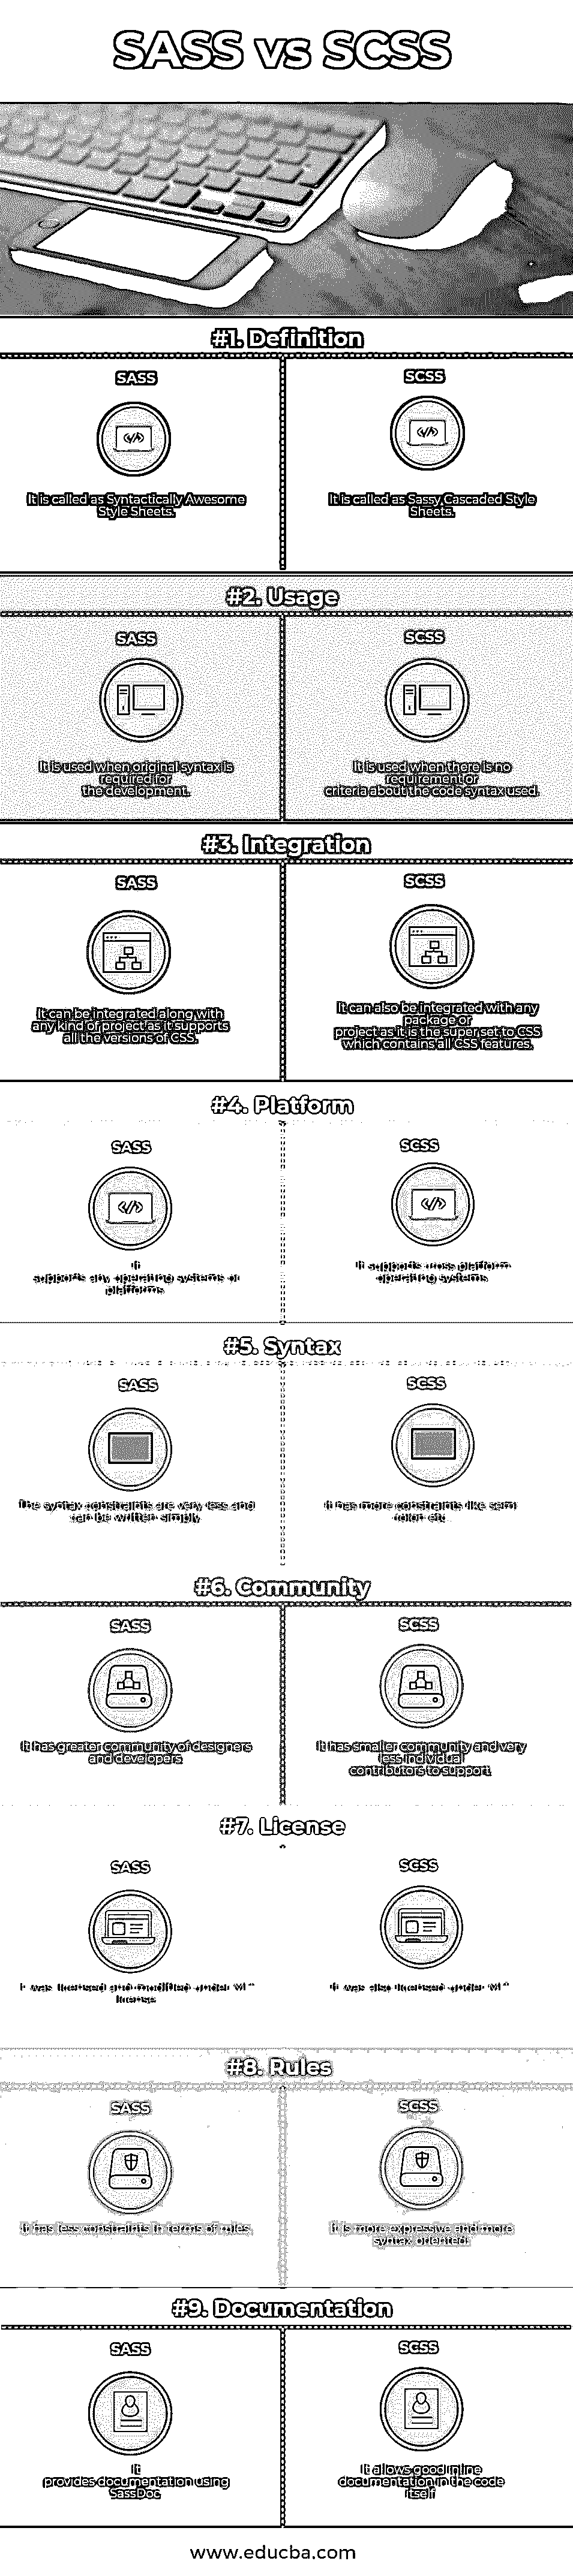 SASS vs SCSS
#1. Definition
SASS
It is called as Syntactically Awesome
Style Sheets.
SCSS
It is called as Sassy Cascaded Style
Sheets.
#2. Usage
SASS
It is used when original syntax is
required for
the development.
SCSS
It is used when there is no
requirement or
criteria about the code syntax used.
#3. Integration
SASS
It can be integrated along with
any kind of project as it supports
all the versions of CSS.
SCSS
It can also be integrated with any
package or
project as it is the super set to CSS
which contains all CSS features.
#4. Platform
SASS
It
supports any operating systems or
platforms.
SCSS
It supports cross platform
operating systems.
#5. Syntax
SASS
The syntax constraints are very less and
can be written simply.
SCSS
It has more constraints like semi
colon etc.
#6. Community
SASS
It has greater community of designers
and developers.
SCSS
It has smaller community and very
less individual
contributors to support.
#7. License
SASS
It was licensed and modified under MIT
license.
SCSS
It was also licensed under MIT
#8. Rules
SASS
It has less constraints in terms of rules.
SCSS
It is more expressive and more
syntax oriented.
#9. Documentation
SASS
It
provides documentation using
SassDoc.
SCSS
It allows good inline
documentation in the code
itself
www.educba.com